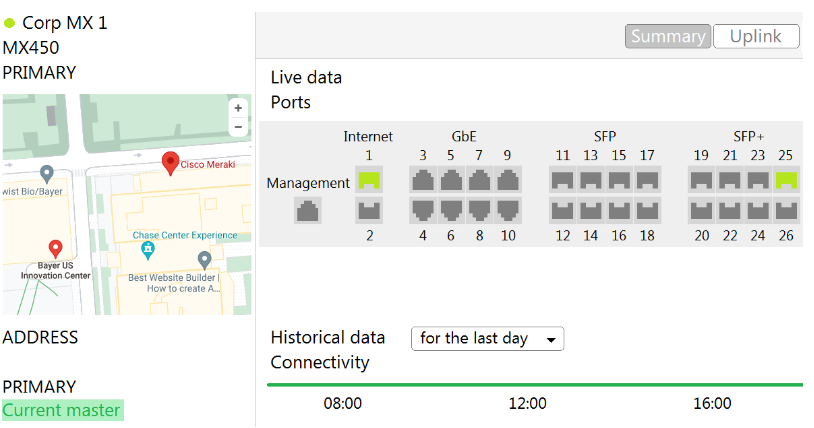 Corp MX 1
MX450
PRIMARY
+
−
Cisco Meraki
wist Bio/Bayer
Chase Center Experience
Bayer US
Innovation Center
Best Website Builder |
How to create A...
ADDRESS
PRIMARY
Current master
Summary
Uplink
Live data
Ports
Internet GbE SFP SFP+
1 3 5 7 9 11 13 15 17 19 21 23 25
Management
2 4 6 8 10 12 14 16 18 20 22 24 26
Historical data
for the last day
Connectivity
08:00 12:00 16:00